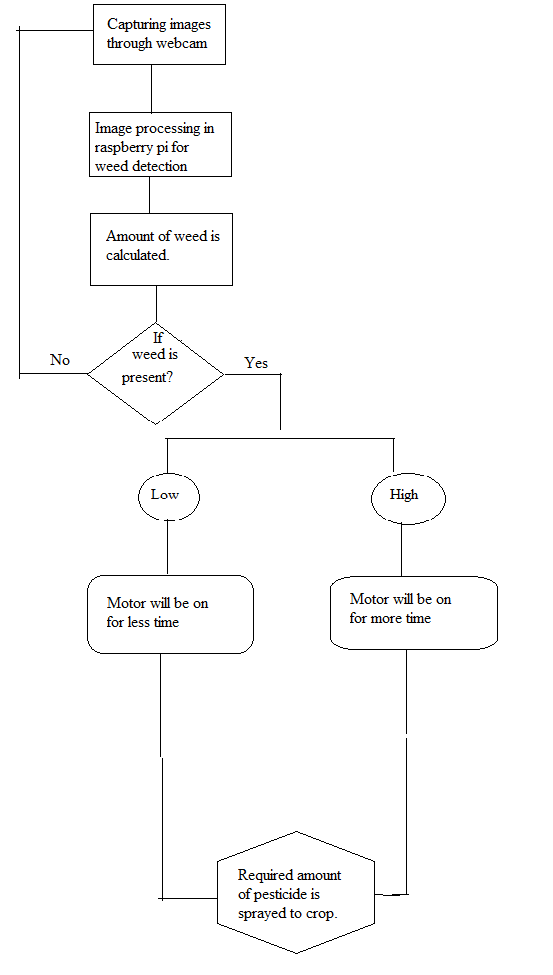 Capturing images
through webcam
Image processing in
raspberry pi for
weed detection
Amount of weed is
calculated.
If
weed is
present?
No
Yes
Low
High
Motor will be on
for less time
Motor will be on
for more time
Required amount
of pesticide is
sprayed to crop.